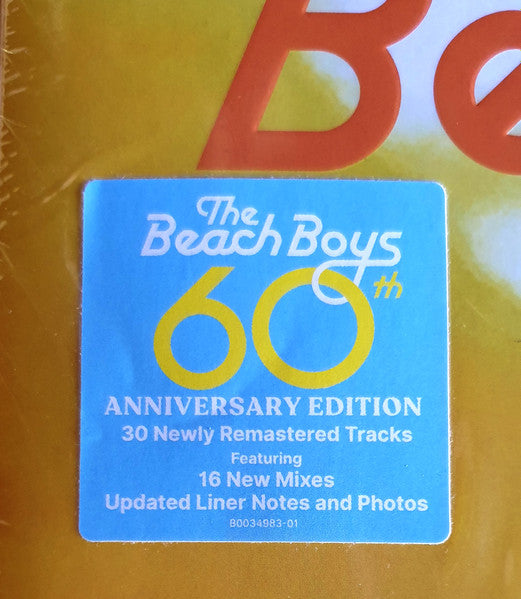 Be
The
Beach Boys
60th
ANNIVERSARY EDITION
30 Newly Remastered Tracks
Featuring
16 New Mixes
Updated Liner Notes and Photos
B0034983-01